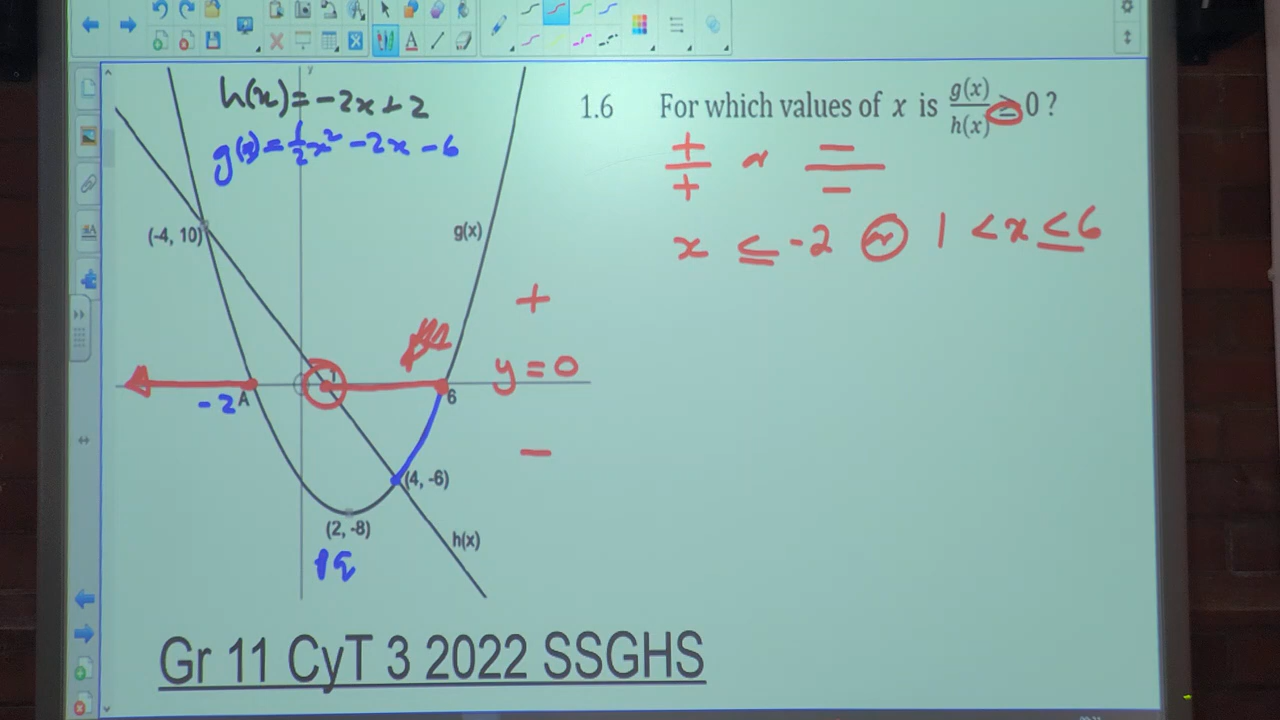 h(x) = -2x + 2
g(x) = 1/2x² - 2x - 6
1.6 For which values of x is g(x)/h(x) ≥ 0 ?
+/+ or -/-
x ≤ -2 or 1 < x ≤ 6
y
(-4, 10)
g(x)
+
y = 0
1
-2 A
6
-
(4, -6)
(2, -8)
h(x)
Gr 11 CyT 3 2022 SSGHS